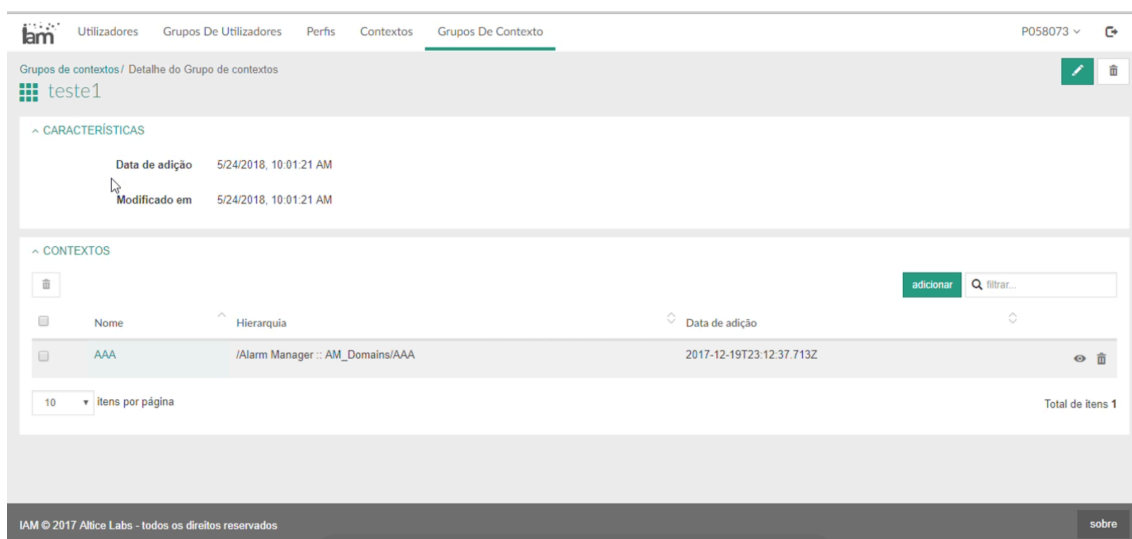 Iam Utilizadores Grupos De Utilizadores Perfis Contextos Grupos De Contexto P058073
Grupos de contextos / Detalhe do Grupo de contextos
teste1
CARACTERÍSTICAS
Data de adição 5/24/2018, 10:01:21 AM
Modificado em 5/24/2018, 10:01:21 AM
CONTEXTOS
adicionar filtrar...
Nome Hierarquia Data de adição
AAA /Alarm Manager :: AM_Domains/AAA 2017-12-19T23:12:37.713Z
10 itens por página Total de itens 1
IAM © 2017 Altice Labs - todos os direitos reservados sobre